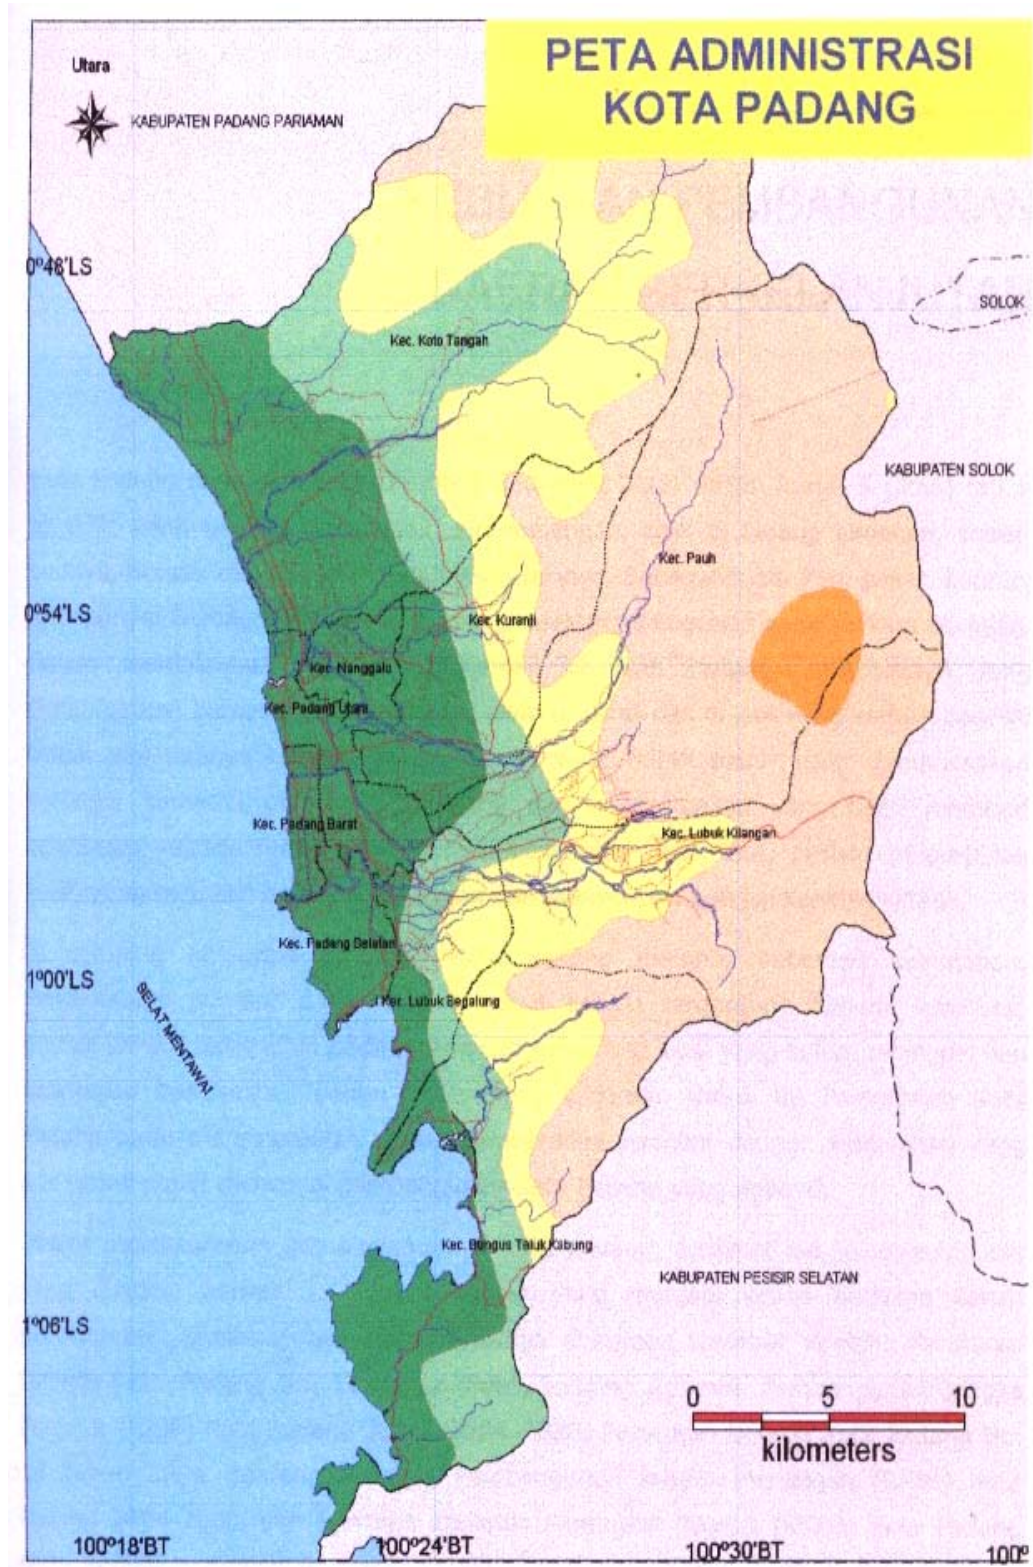 PETA ADMINISTRASI
KOTA PADANG
Utara
KABUPATEN PADANG PARIAMAN
0°48'LS
SOLOK
Kec. Koto Tangah
KABUPATEN SOLOK
Kec. Pauh
0°54'LS
Kec. Kuranji
Kec. Nanggalo
Kec. Padang Utara
Kec. Padang Barat
Kec. Lubuk Kilangan
Kec. Padang Selatan
1°00'LS
Kec. Lubuk Begalung
SELAT MENTAWAI
Kec. Bungus Teluk Kabung
KABUPATEN PESISIR SELATAN
1°06'LS
0 5 10
kilometers
100°18'BT 100°24'BT 100°30'BT 100°